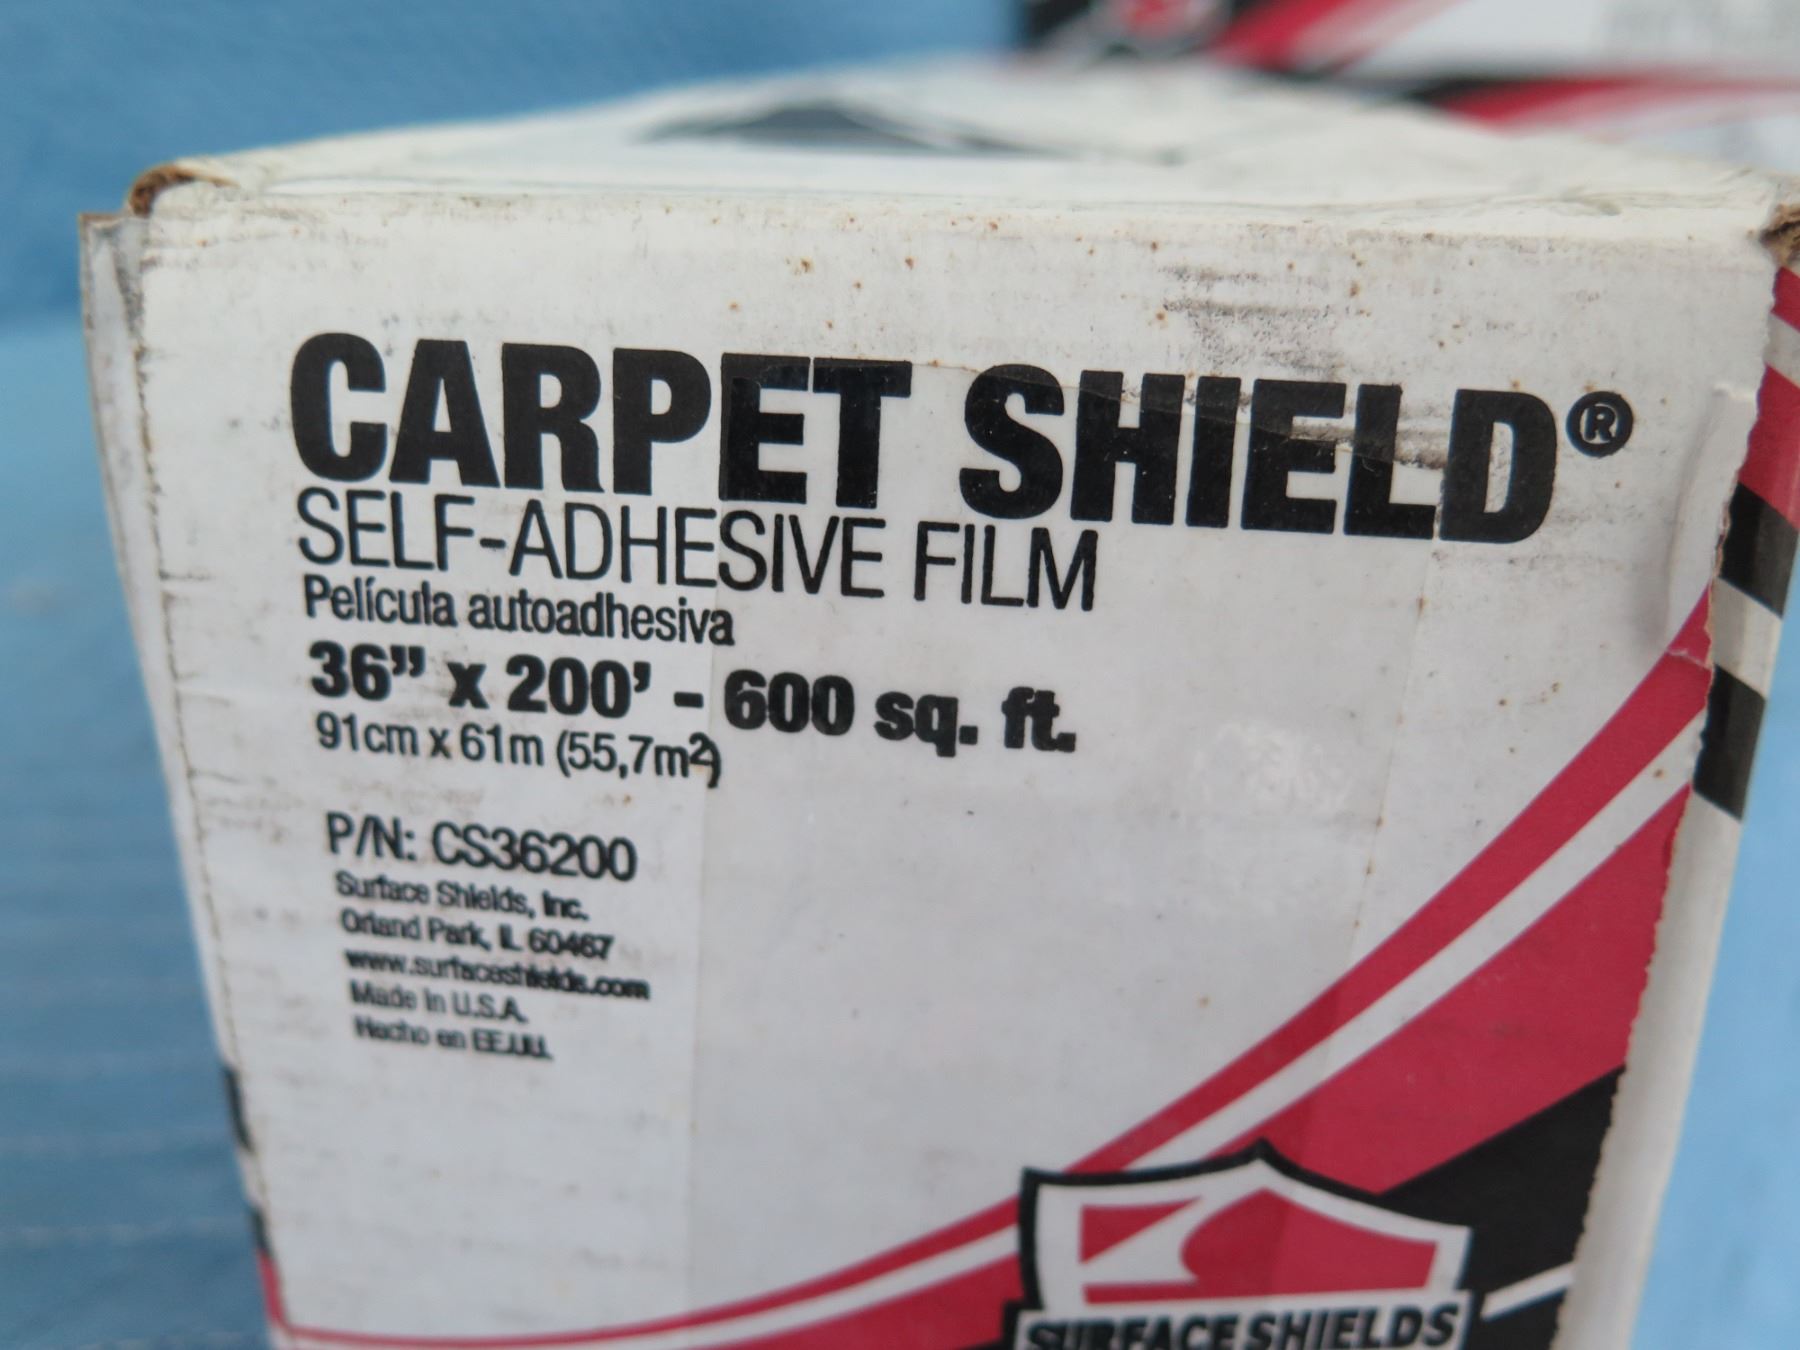 CARPET SHIELD®
SELF-ADHESIVE FILM
Película autoadhesiva
36” x 200’ - 600 sq. ft.
91cm x 61m (55,7m²)
P/N: CS36200
Surface Shields, Inc.
Orland Park, IL 60467
www.surfaceshields.com
Made in U.S.A.
Hecho en EE.UU.
SURFACE SHIELDS